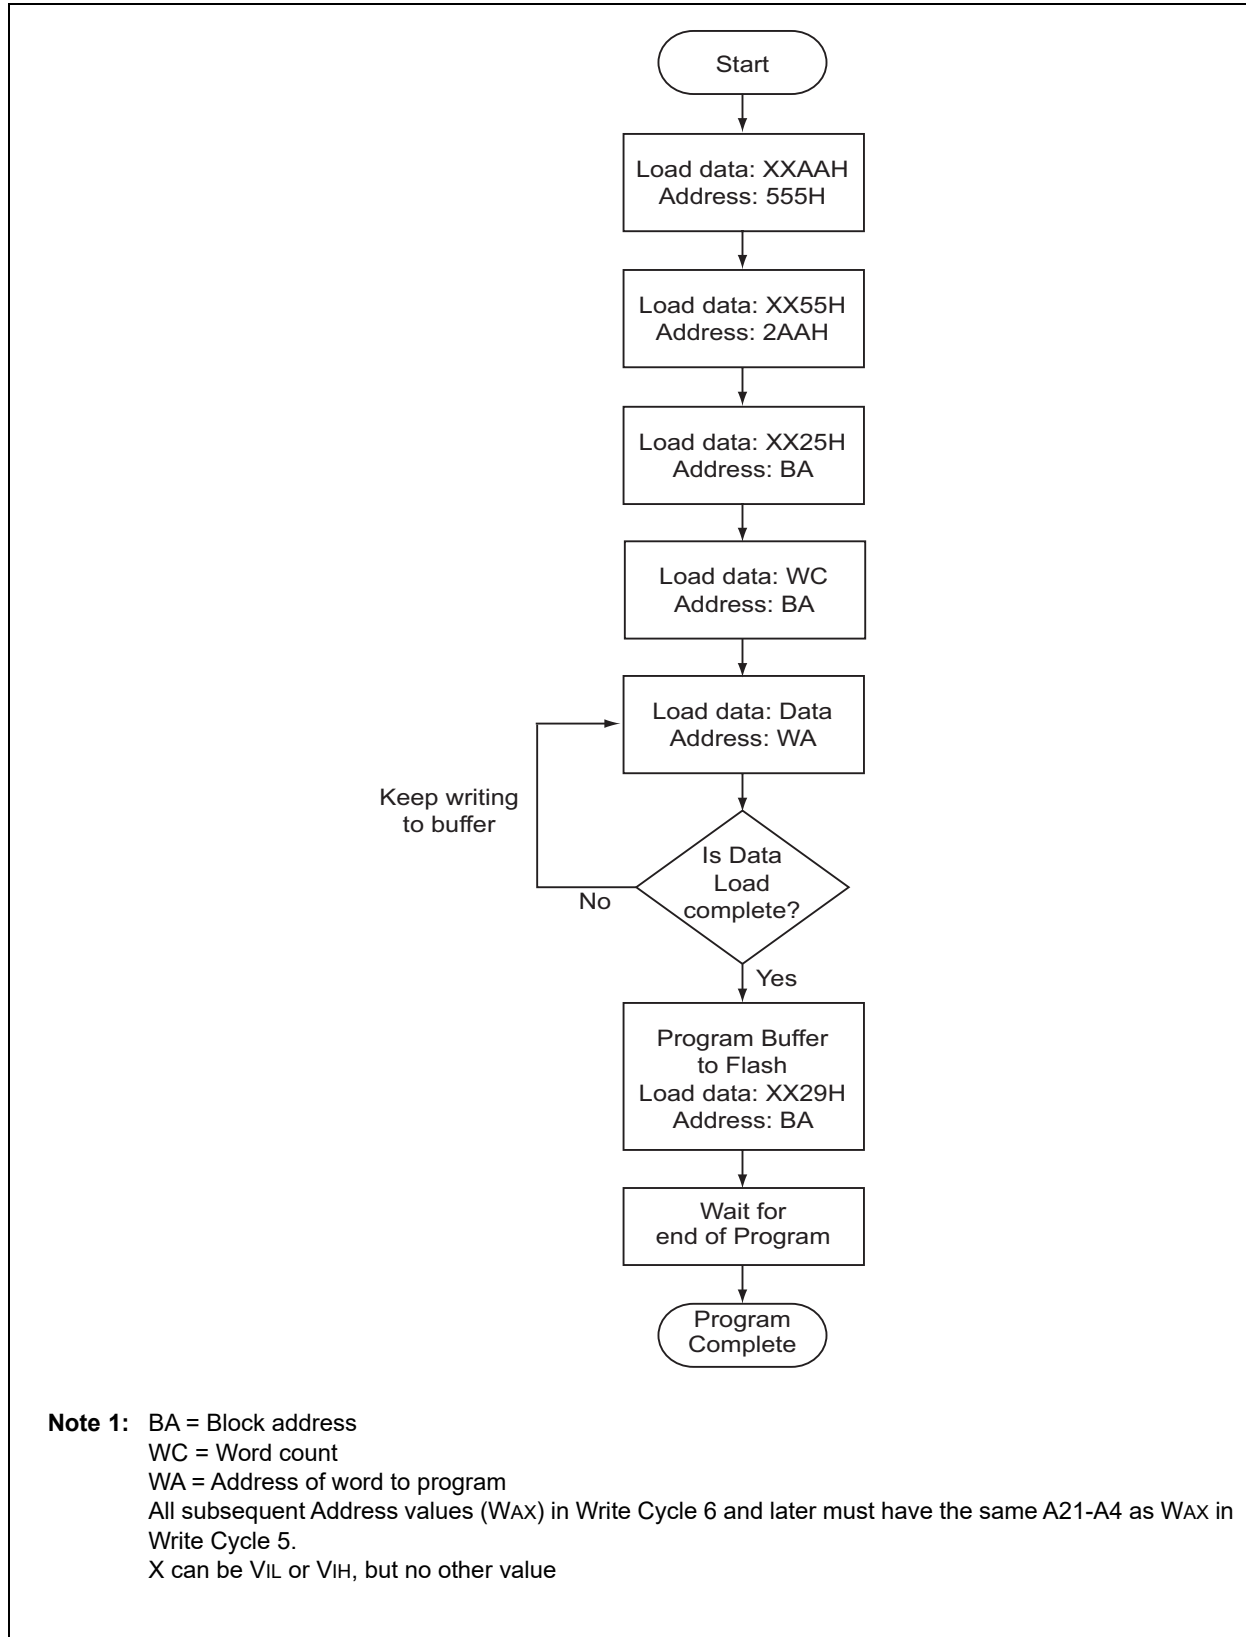 Start
Load data: XXAAH
Address: 555H
Load data: XX55H
Address: 2AAH
Load data: XX25H
Address: BA
Load data: WC
Address: BA
Load data: Data
Address: WA
Keep writing
to buffer
Is Data
Load
complete?
No
Yes
Program Buffer
to Flash
Load data: XX29H
Address: BA
Wait for
end of Program
Program
Complete
Note 1: BA = Block address
WC = Word count
WA = Address of word to program
All subsequent Address values (WAX) in Write Cycle 6 and later must have the same A21-A4 as WAX in
Write Cycle 5.
X can be VIL or VIH, but no other value